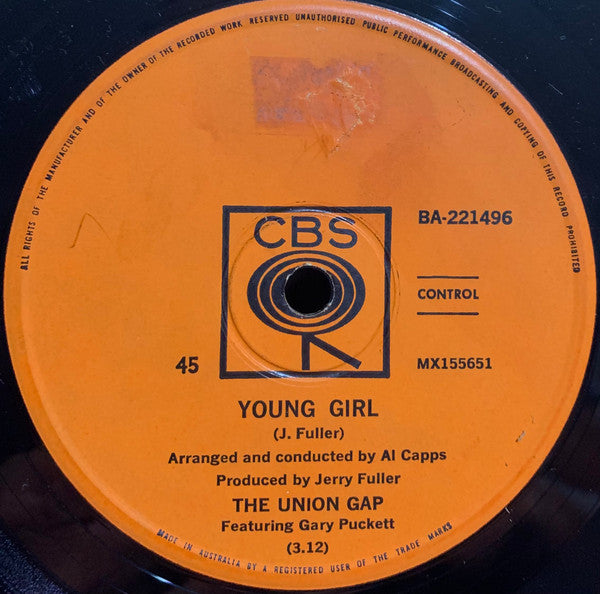 ALL RIGHTS OF THE MANUFACTURER AND OF THE OWNER OF THE RECORDED WORK RESERVED UNAUTHORISED PUBLIC PERFORMANCE BROADCASTING AND COPYING OF THIS RECORD PROHIBITED
CBS
BA-221496
CONTROL
45
MX155651
YOUNG GIRL
(J. Fuller)
Arranged and conducted by Al Capps
Produced by Jerry Fuller
THE UNION GAP
Featuring Gary Puckett
(3.12)
MADE IN AUSTRALIA BY A REGISTERED USER OF THE TRADE MARKS